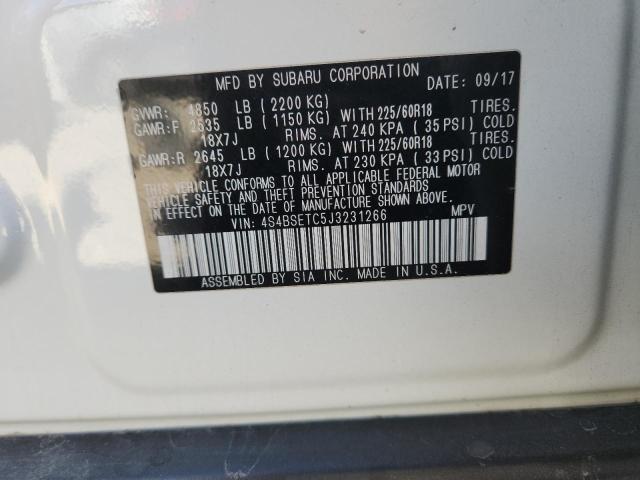 MFD BY SUBARU CORPORATION DATE: 09/17
GVWR: 4850 LB (2200 KG)
GAWR:F 2535 LB (1150 KG) WITH 225/60R18 TIRES.
18X7J RIMS. AT 240 KPA (35 PSI) COLD
GAWR:R 2645 LB (1200 KG) WITH 225/60R18 TIRES.
18X7J RIMS. AT 230 KPA (33 PSI) COLD
THIS VEHICLE CONFORMS TO ALL APPLICABLE FEDERAL MOTOR
VEHICLE SAFETY AND THEFT PREVENTION STANDARDS
IN EFFECT ON THE DATE OF MANUFACTURE SHOWN ABOVE.
VIN: 4S4BSETC5J3231266 MPV
ASSEMBLED BY SIA INC. MADE IN U.S.A.